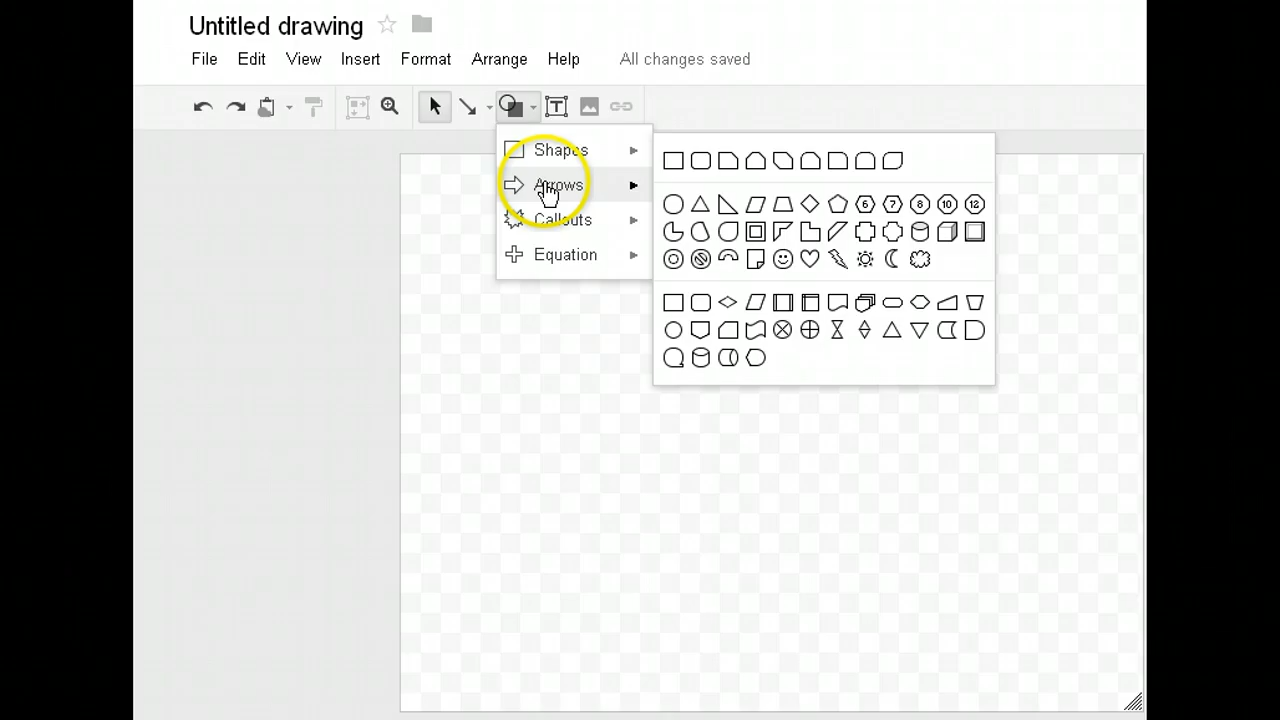 Untitled drawing
File Edit View Insert Format Arrange Help All changes saved
T
Shapes
Arrows
Callouts
Equation
6 7 8 10 12